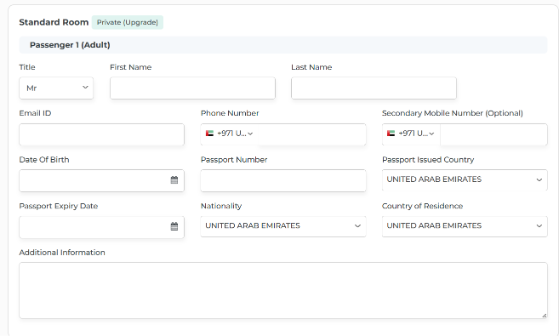 Standard Room Private (Upgrade)
Passenger 1 (Adult)
Title First Name Last Name
Mr
Email ID Phone Number Secondary Mobile Number (Optional)
+971 U... +971 U...
Date Of Birth Passport Number Passport Issued Country
UNITED ARAB EMIRATES
Passport Expiry Date Nationality Country of Residence
UNITED ARAB EMIRATES UNITED ARAB EMIRATES
Additional Information